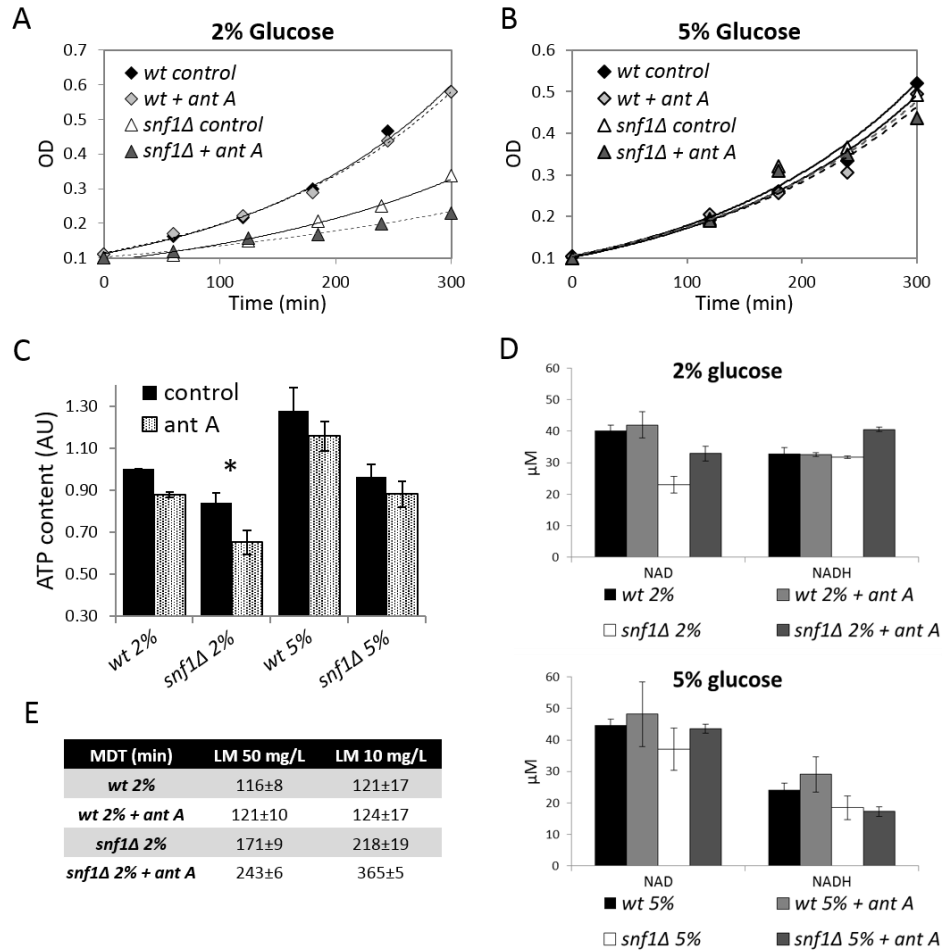 A
2% Glucose
0.7
0.6
0.5
0.4
0.3
0.2
0.1
OD
wt control
wt + ant A
snf1Δ control
snf1Δ + ant A
0 100 200 300
Time (min)
B
5% Glucose
0.6
0.5
0.4
0.3
0.2
0.1
OD
wt control
wt + ant A
snf1Δ control
snf1Δ + ant A
0 100 200 300
Time (min)
C
ATP content (AU)
1.30
1.10
0.90
0.70
0.50
0.30
control
ant A
*
wt 2% snf1Δ 2% wt 5% snf1Δ 5%
D
2% glucose
µM
60
50
40
30
20
10
0
NAD NADH
wt 2% wt 2% + ant A
snf1Δ 2% snf1Δ 2% + ant A
5% glucose
µM
60
50
40
30
20
10
0
NAD NADH
wt 5% wt 5% + ant A
snf1Δ 5% snf1Δ 5% + ant A
E
MDT (min) LM 50 mg/L LM 10 mg/L
wt 2% 116±8 121±17
wt 2% + ant A 121±10 124±17
snf1Δ 2% 171±9 218±19
snf1Δ 2% + ant A 243±6 365±5